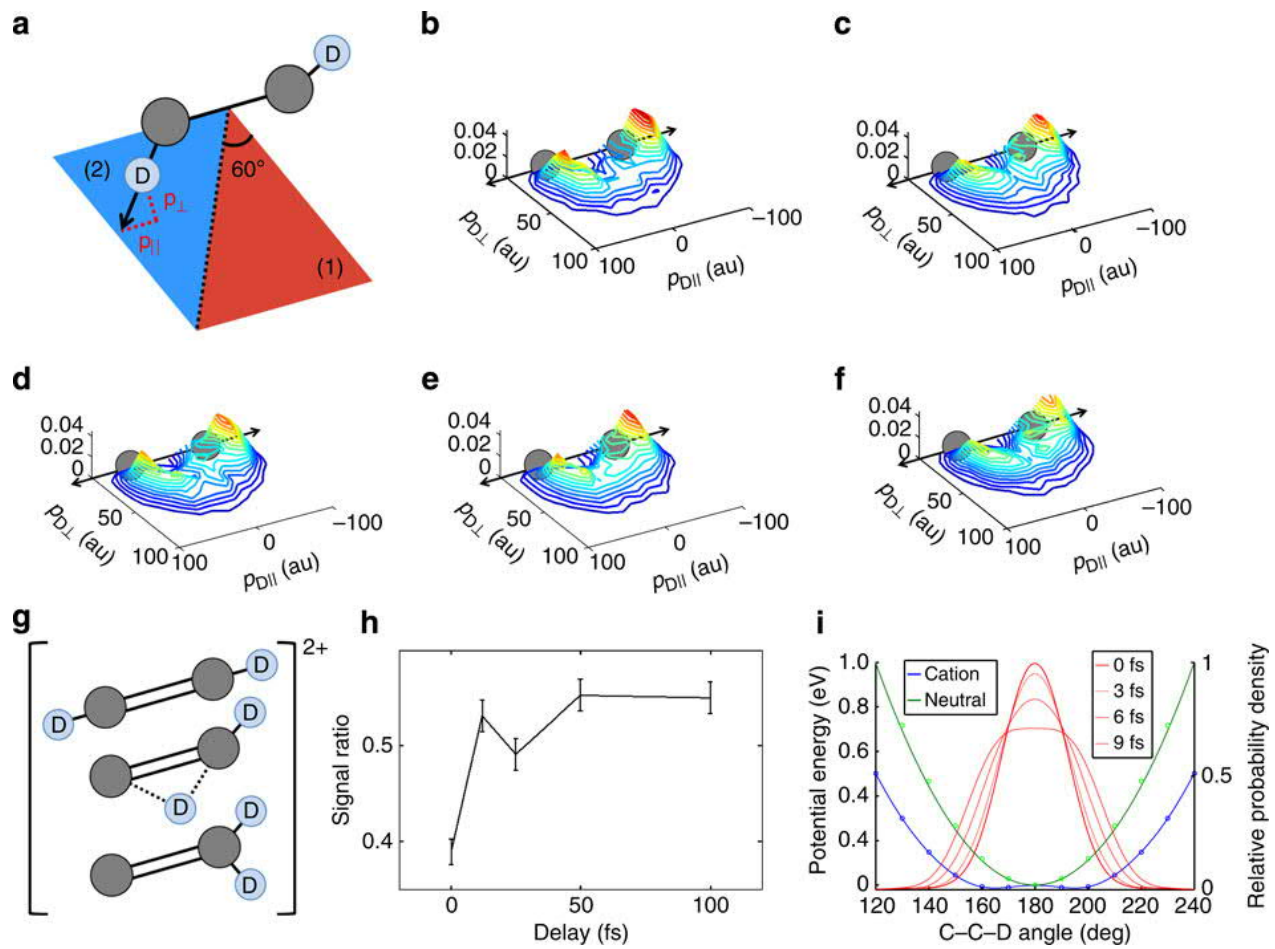 a
D
(2)
D
60°
p⊥
p||
(1)
b
0.04
0.02
0
50
100
pD⊥ (au)
100
0
−100
pD|| (au)
c
0.04
0.02
0
50
100
pD⊥ (au)
100
0
−100
pD|| (au)
d
0.04
0.02
0
50
100
pD⊥ (au)
100
0
−100
pD|| (au)
e
0.04
0.02
0
50
100
pD⊥ (au)
100
0
−100
pD|| (au)
f
0.04
0.02
0
50
100
pD⊥ (au)
100
0
−100
pD|| (au)
g
2+
D
D
D
D
D
D
h
Signal ratio
0.5
0.4
0
50
100
Delay (fs)
i
Potential energy (eV)
1.0
0.8
0.6
0.4
0.4
0
Cation
Neutral
0 fs
3 fs
6 fs
9 fs
1
0.5
0
Relative probability density
120 140 160 180 200 220 240
C–C–D angle (deg)